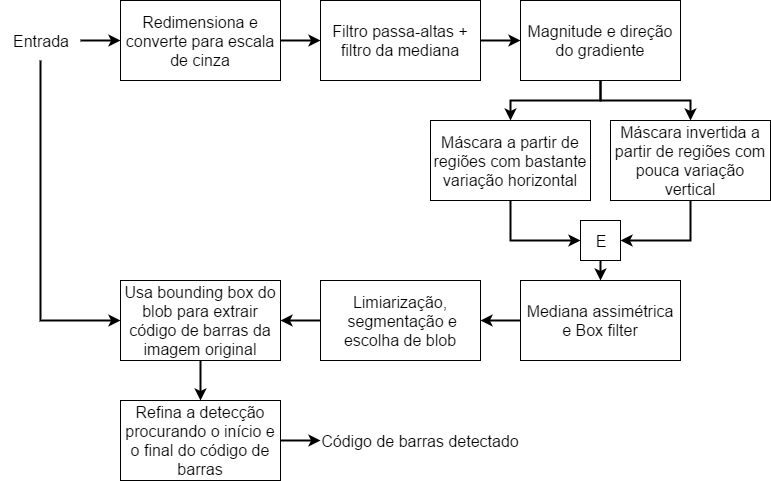 Entrada
Redimensiona e
converte para escala
de cinza
Filtro passa-altas +
filtro da mediana
Magnitude e direção
do gradiente
Máscara a partir de
regiões com bastante
variação horizontal
Máscara invertida a
partir de regiões com
pouca variação
vertical
E
Mediana assimétrica
e Box filter
Limiarização,
segmentação e
escolha de blob
Usa bounding box do
blob para extrair
código de barras da
imagem original
Refina a detecção
procurando o início e
o final do código de
barras
Código de barras detectado